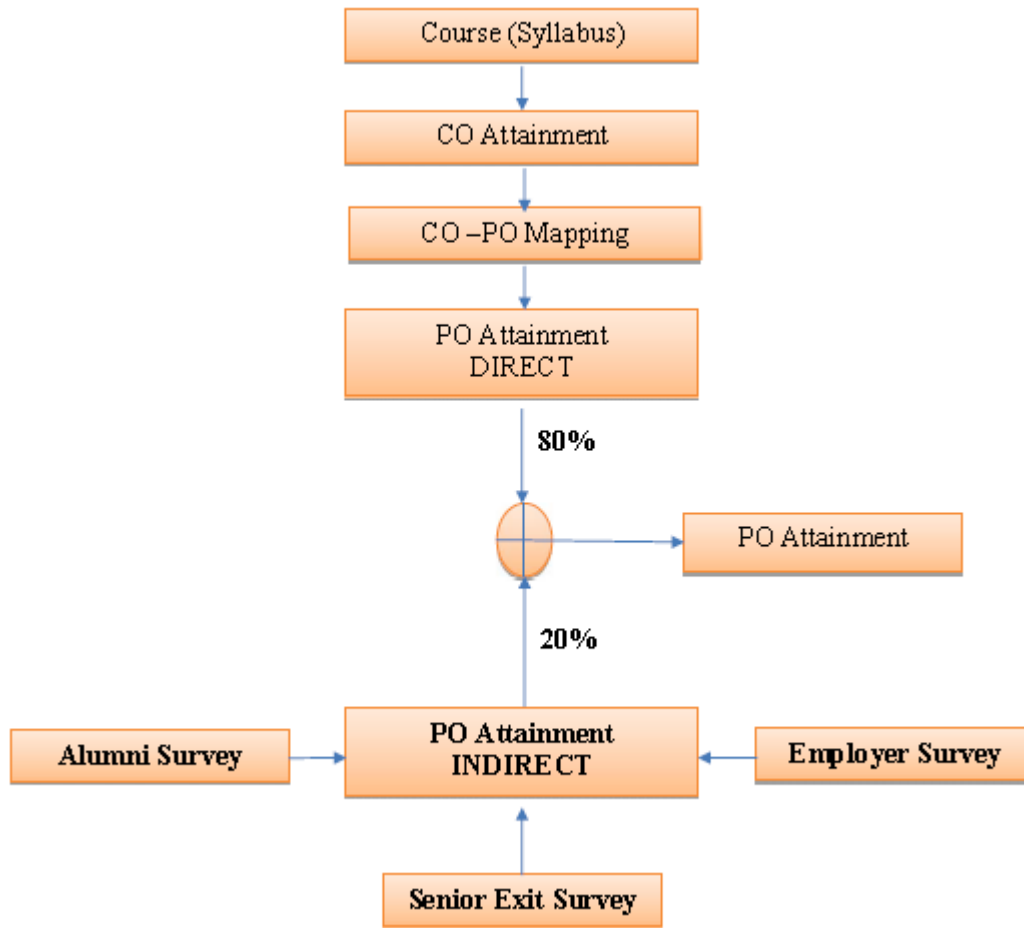 Course (Syllabus)
CO Attainment
CO –PO Mapping
PO Attainment
DIRECT
80%
PO Attainment
20%
PO Attainment
INDIRECT
Alumni Survey
Employer Survey
Senior Exit Survey